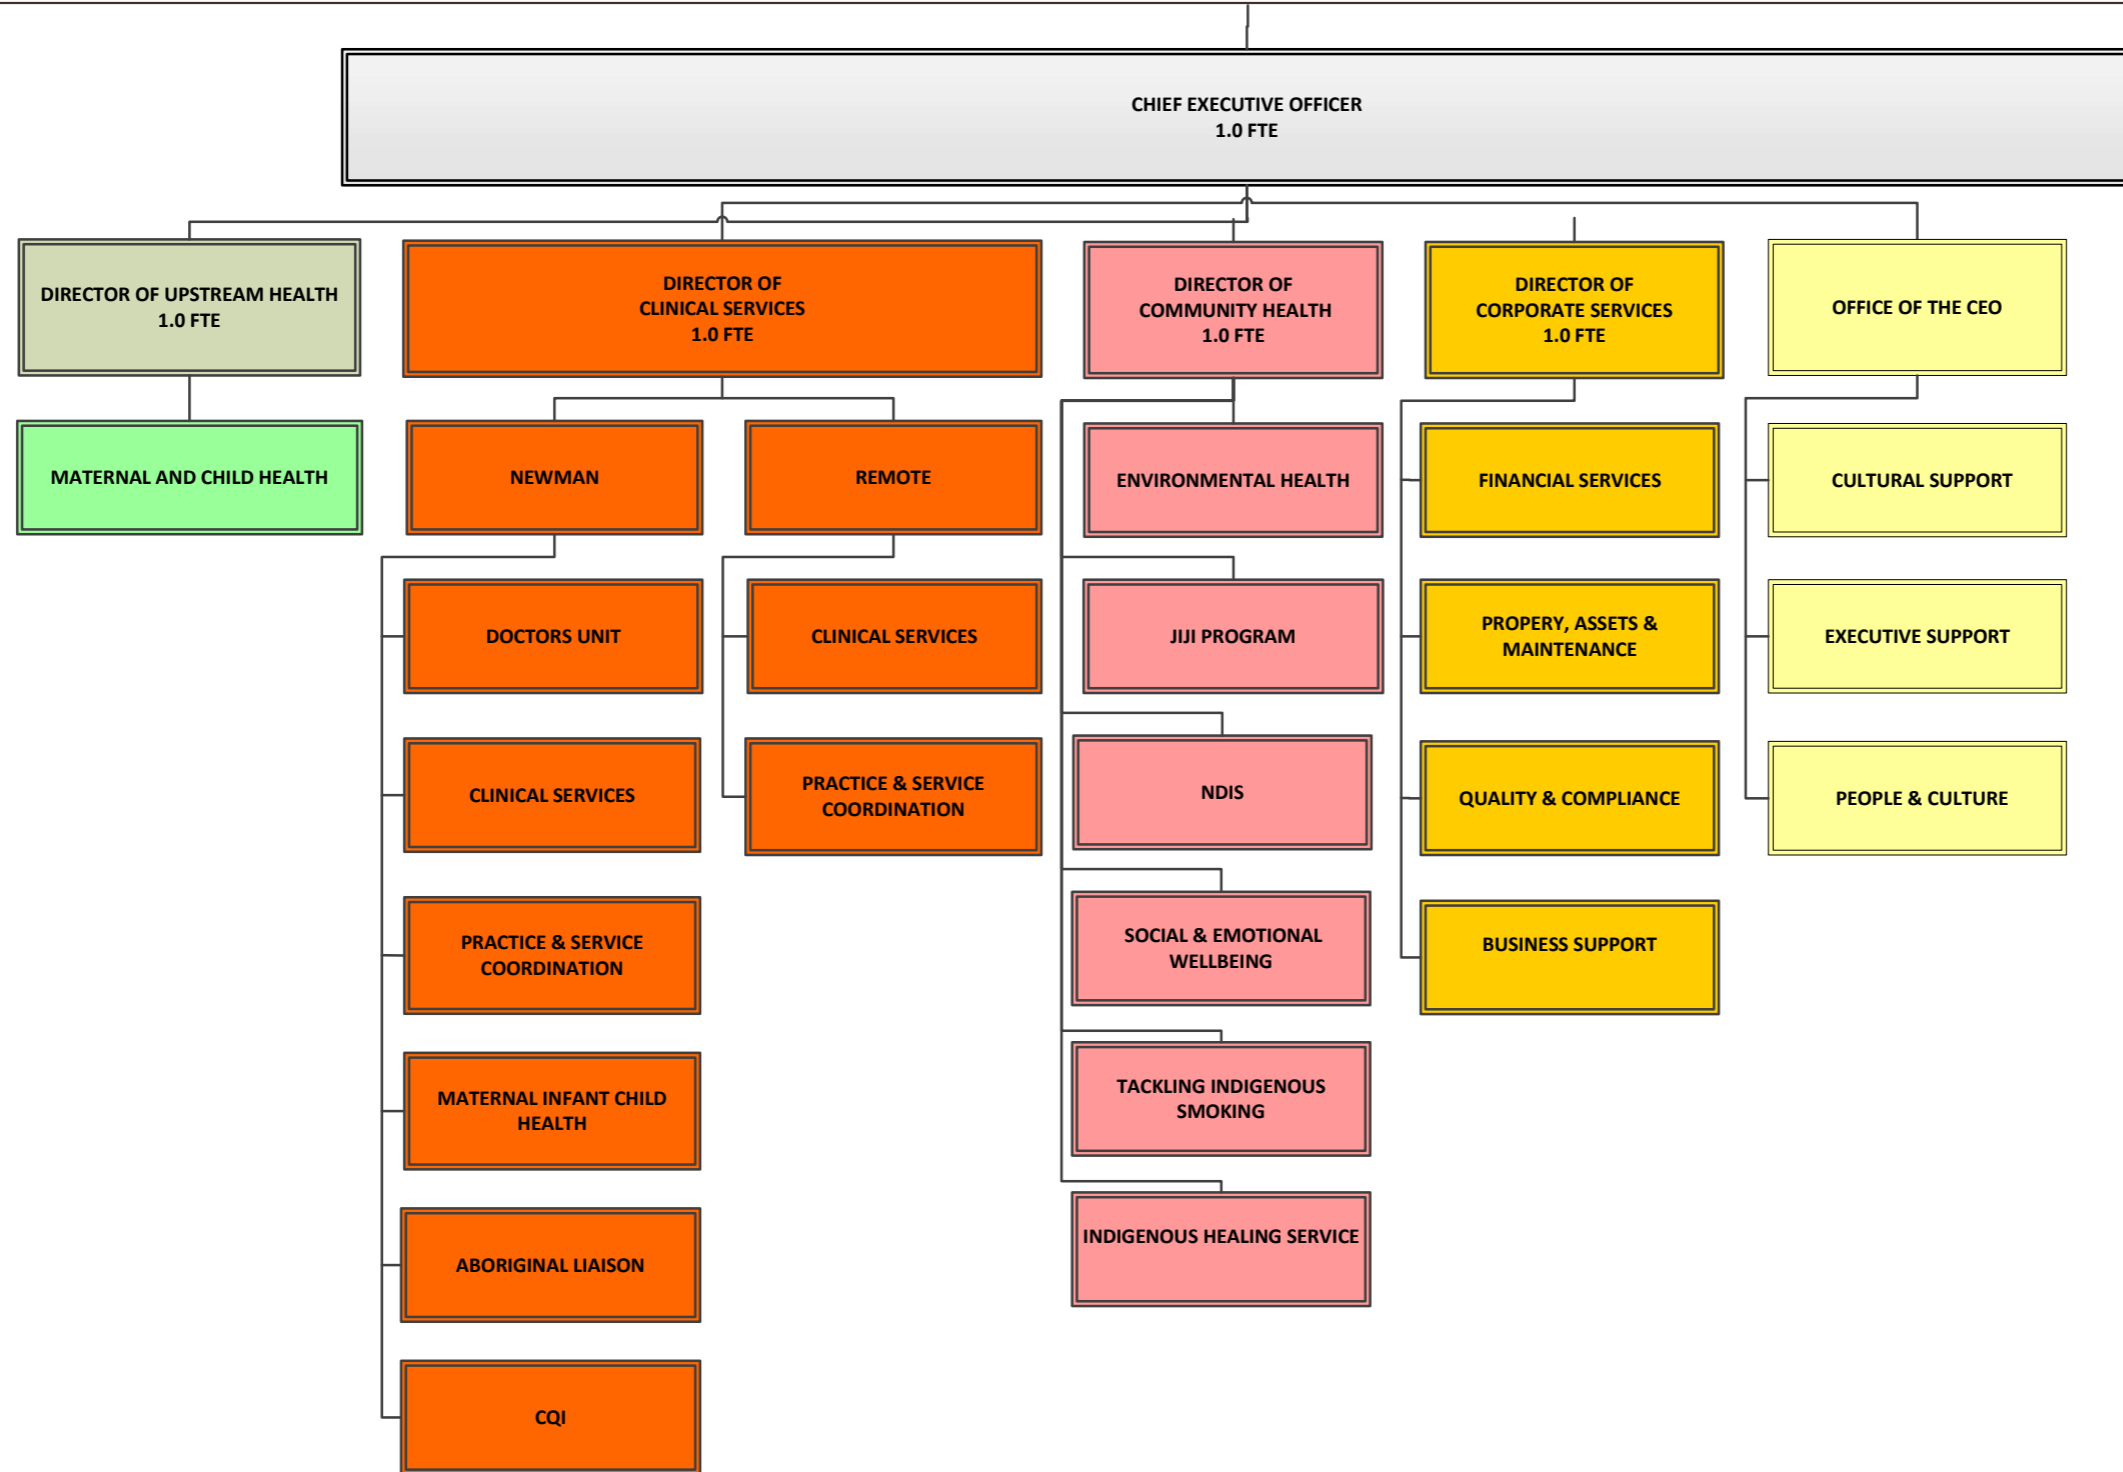 CHIEF EXECUTIVE OFFICER
1.0 FTE
DIRECTOR OF UPSTREAM HEALTH
1.0 FTE
DIRECTOR OF
CLINICAL SERVICES
1.0 FTE
DIRECTOR OF
COMMUNITY HEALTH
1.0 FTE
DIRECTOR OF
CORPORATE SERVICES
1.0 FTE
OFFICE OF THE CEO
MATERNAL AND CHILD HEALTH
NEWMAN
REMOTE
ENVIRONMENTAL HEALTH
FINANCIAL SERVICES
CULTURAL SUPPORT
DOCTORS UNIT
CLINICAL SERVICES
JIJI PROGRAM
PROPERY, ASSETS &
MAINTENANCE
EXECUTIVE SUPPORT
CLINICAL SERVICES
PRACTICE & SERVICE
COORDINATION
NDIS
QUALITY & COMPLIANCE
PEOPLE & CULTURE
PRACTICE & SERVICE
COORDINATION
SOCIAL & EMOTIONAL
WELLBEING
BUSINESS SUPPORT
MATERNAL INFANT CHILD
HEALTH
TACKLING INDIGENOUS
SMOKING
ABORIGINAL LIAISON
INDIGENOUS HEALING SERVICE
CQI